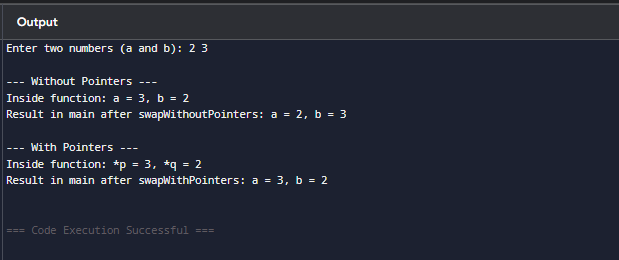 Output
Enter two numbers (a and b): 2 3
--- Without Pointers ---
Inside function: a = 3, b = 2
Result in main after swapWithoutPointers: a = 2, b = 3
--- With Pointers ---
Inside function: *p = 3, *q = 2
Result in main after swapWithPointers: a = 3, b = 2
=== Code Execution Successful ===